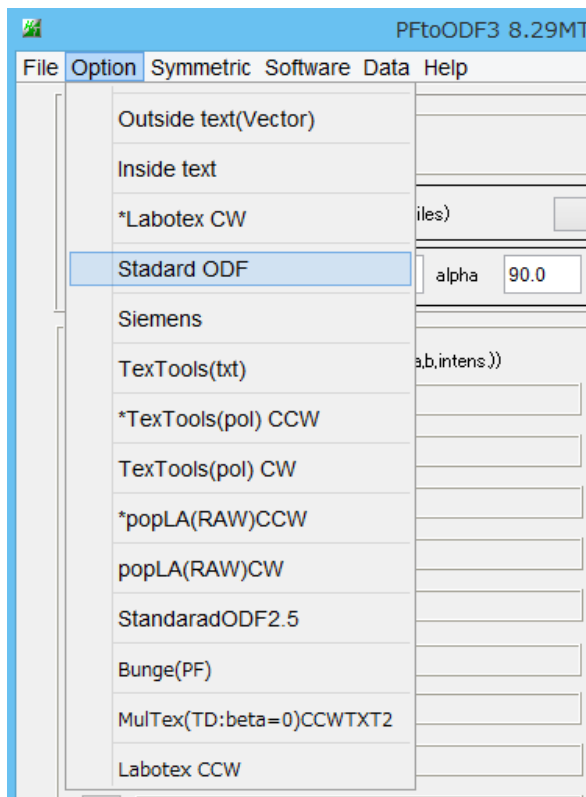 PFtoODF3 8.29MT
File Option Symmetric Software Data Help
Outside text(Vector)
Inside text
*Labotex CW
iles)
Stadard ODF
alpha 90.0
Siemens
a,b,intens.))
TexTools(txt)
*TexTools(pol) CCW
TexTools(pol) CW
*popLA(RAW)CCW
popLA(RAW)CW
StandaradODF2.5
Bunge(PF)
MulTex(TD:beta=0)CCWTXT2
Labotex CCW